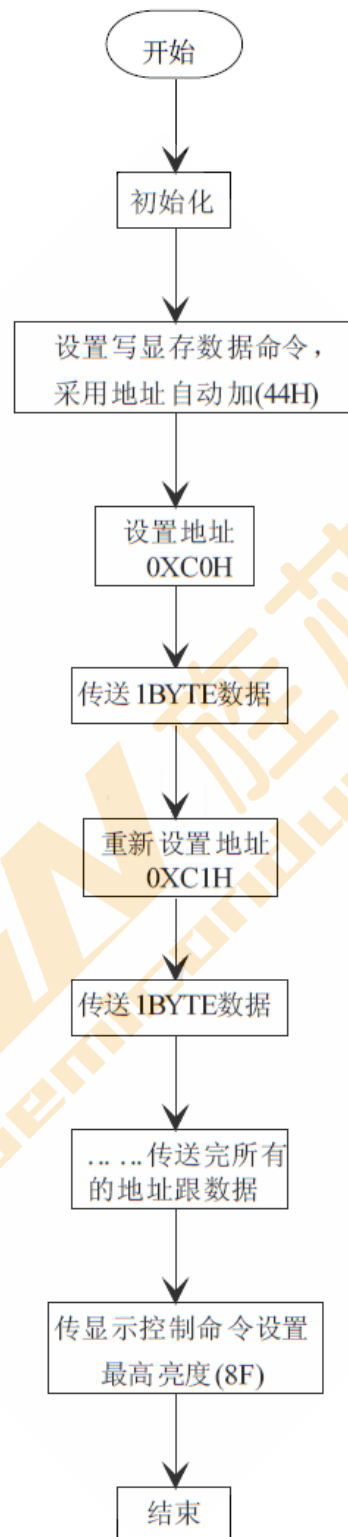 开始
初始化
设置写显存数据命令，
采用地址自动加(44H)
设置地址
0XC0H
传送1BYTE数据
重新设置地址
0XC1H
传送1BYTE数据
……传送完所有
的地址跟数据
传显示控制命令设置
最高亮度(8F)
结束